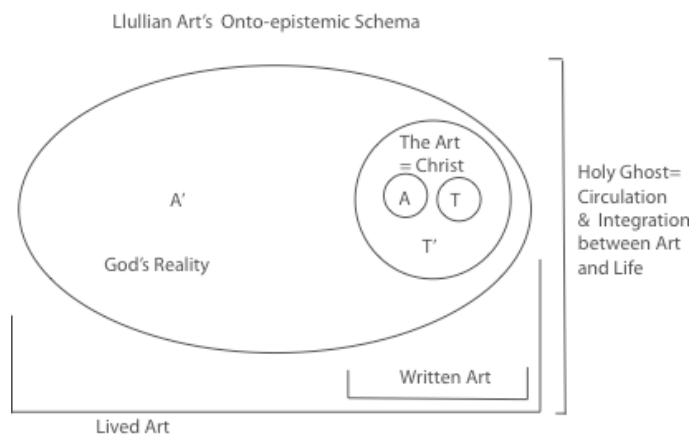 Llullian Art's Onto-epistemic Schema
The Art
= Christ
A
T
A'
T'
God's Reality
Holy Ghost=
Circulation
& Integration
between Art
and Life
Written Art
Lived Art